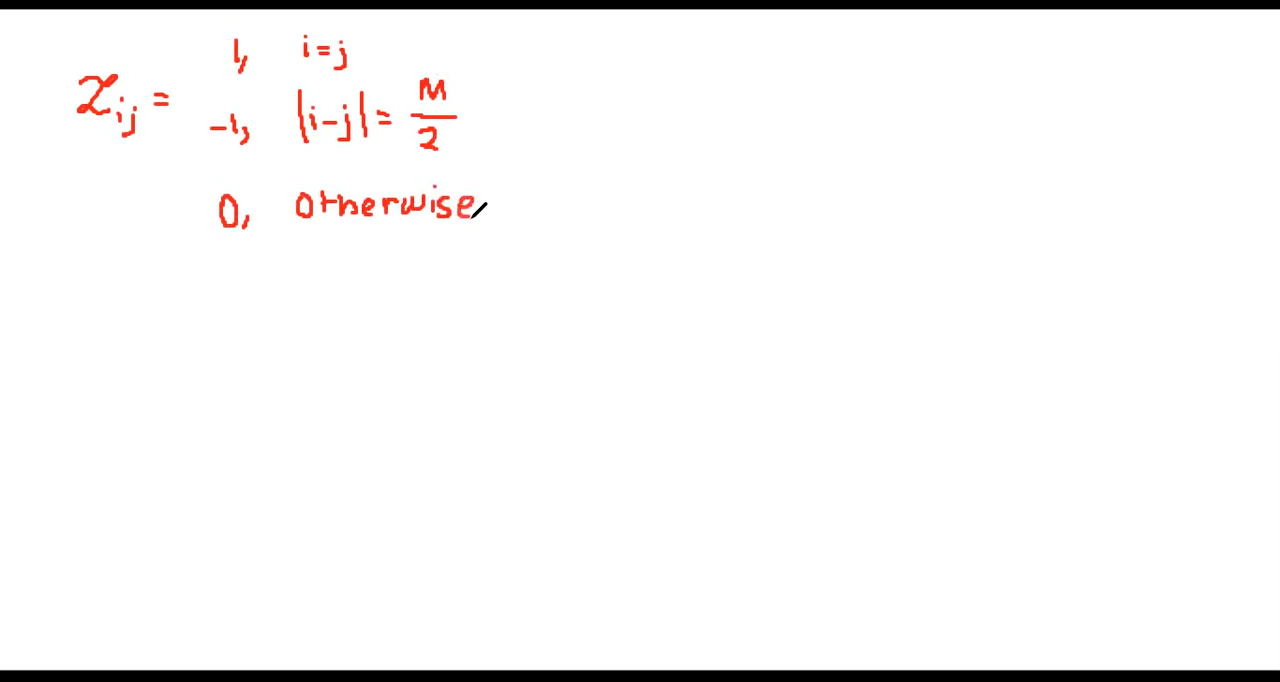 1, i=j
Z_ij = -1, |i-j| = M/2
0, otherwise